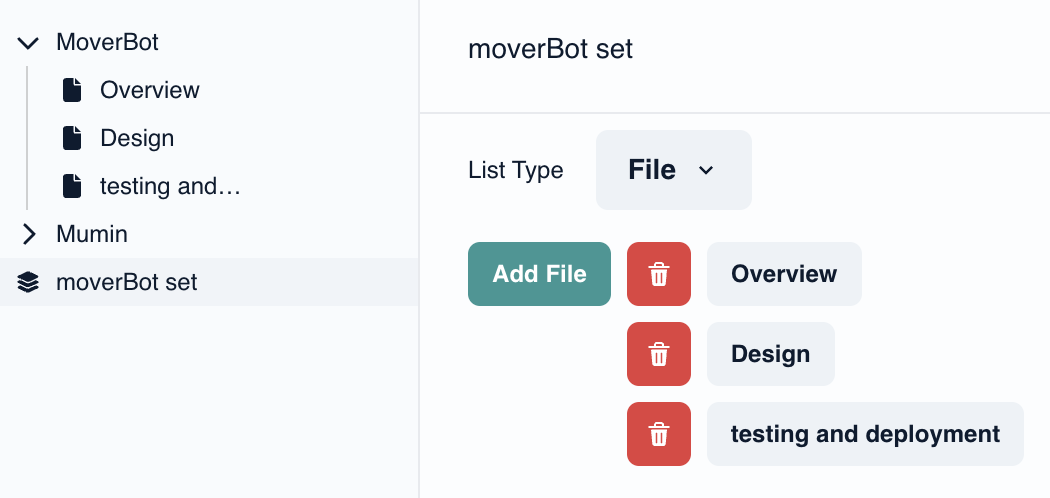 MoverBot
Overview
Design
testing and...
Mumin
moverBot set
moverBot set
List Type
File
Add File
Overview
Design
testing and deployment